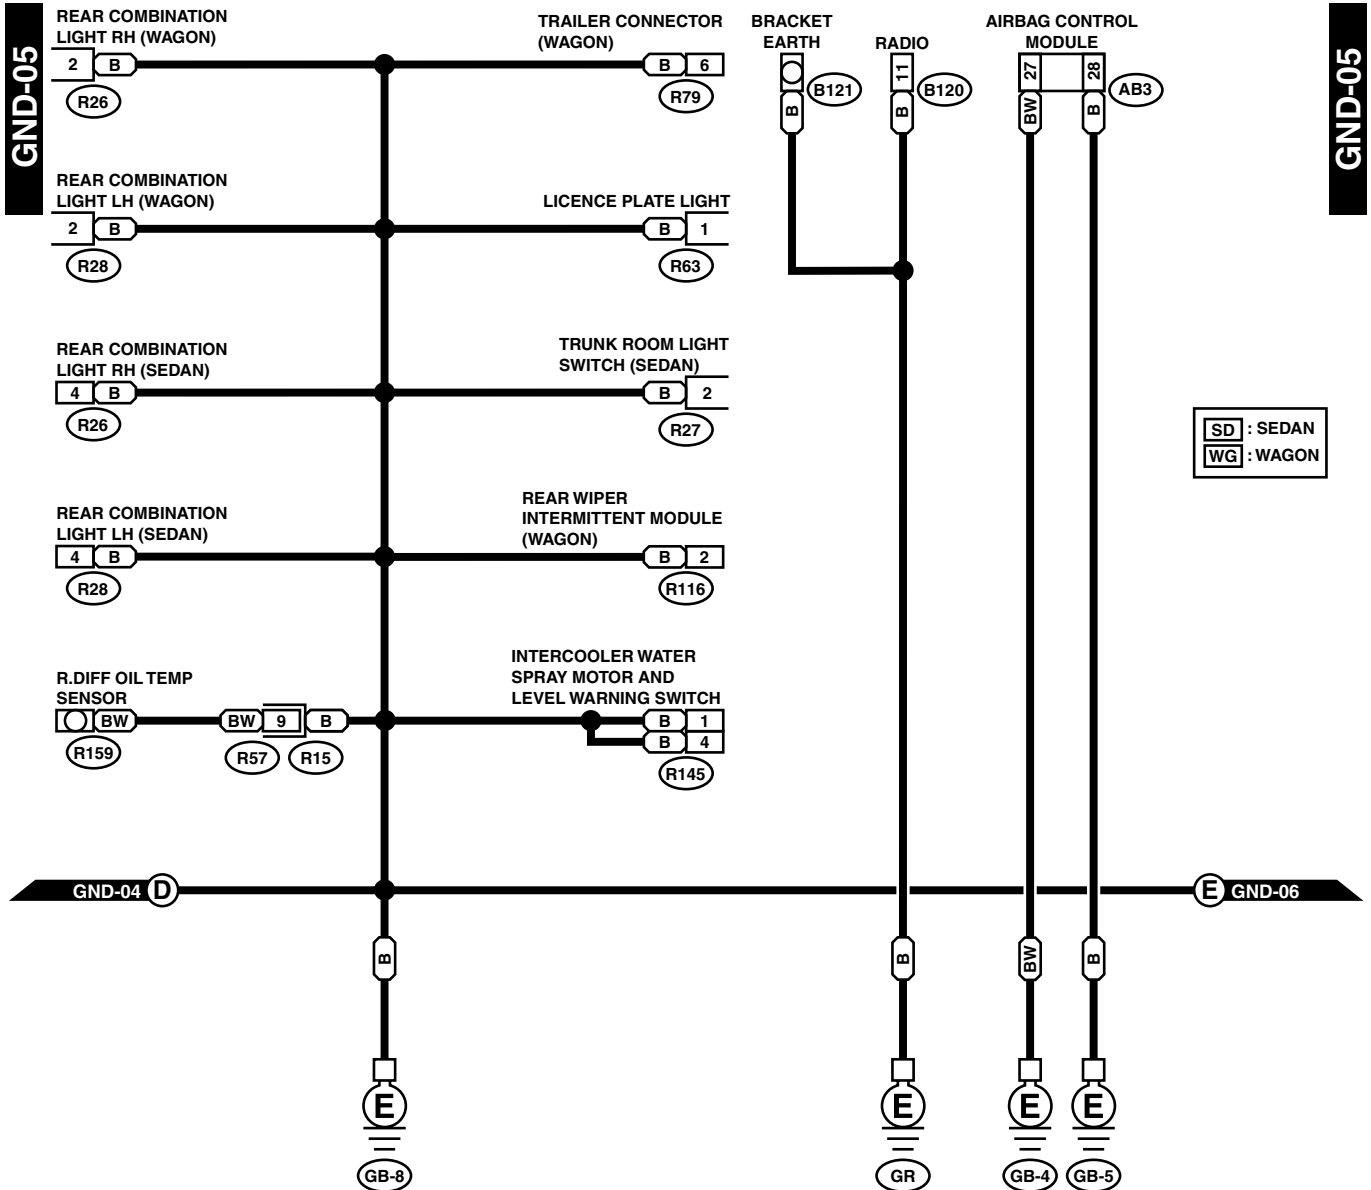 GND-05
REAR COMBINATION
LIGHT RH (WAGON)
2 B
R26
TRAILER CONNECTOR
(WAGON)
B 6
R79
BRACKET
EARTH
B121
B
RADIO
11
B120
B
AIRBAG CONTROL
MODULE
27 28
AB3
BW B
GND-05
REAR COMBINATION
LIGHT LH (WAGON)
2 B
R28
LICENCE PLATE LIGHT
B 1
R63
REAR COMBINATION
LIGHT RH (SEDAN)
4 B
R26
TRUNK ROOM LIGHT
SWITCH (SEDAN)
B 2
R27
SD : SEDAN
WG : WAGON
REAR COMBINATION
LIGHT LH (SEDAN)
4 B
R28
REAR WIPER
INTERMITTENT MODULE
(WAGON)
B 2
R116
R.DIFF OIL TEMP
SENSOR
BW BW 9 B
R159 R57 R15
INTERCOOLER WATER
SPRAY MOTOR AND
LEVEL WARNING SWITCH
B 1
B 4
R145
GND-04 D
E GND-06
B B BW B
E E E E
GB-8 GR GB-4 GB-5